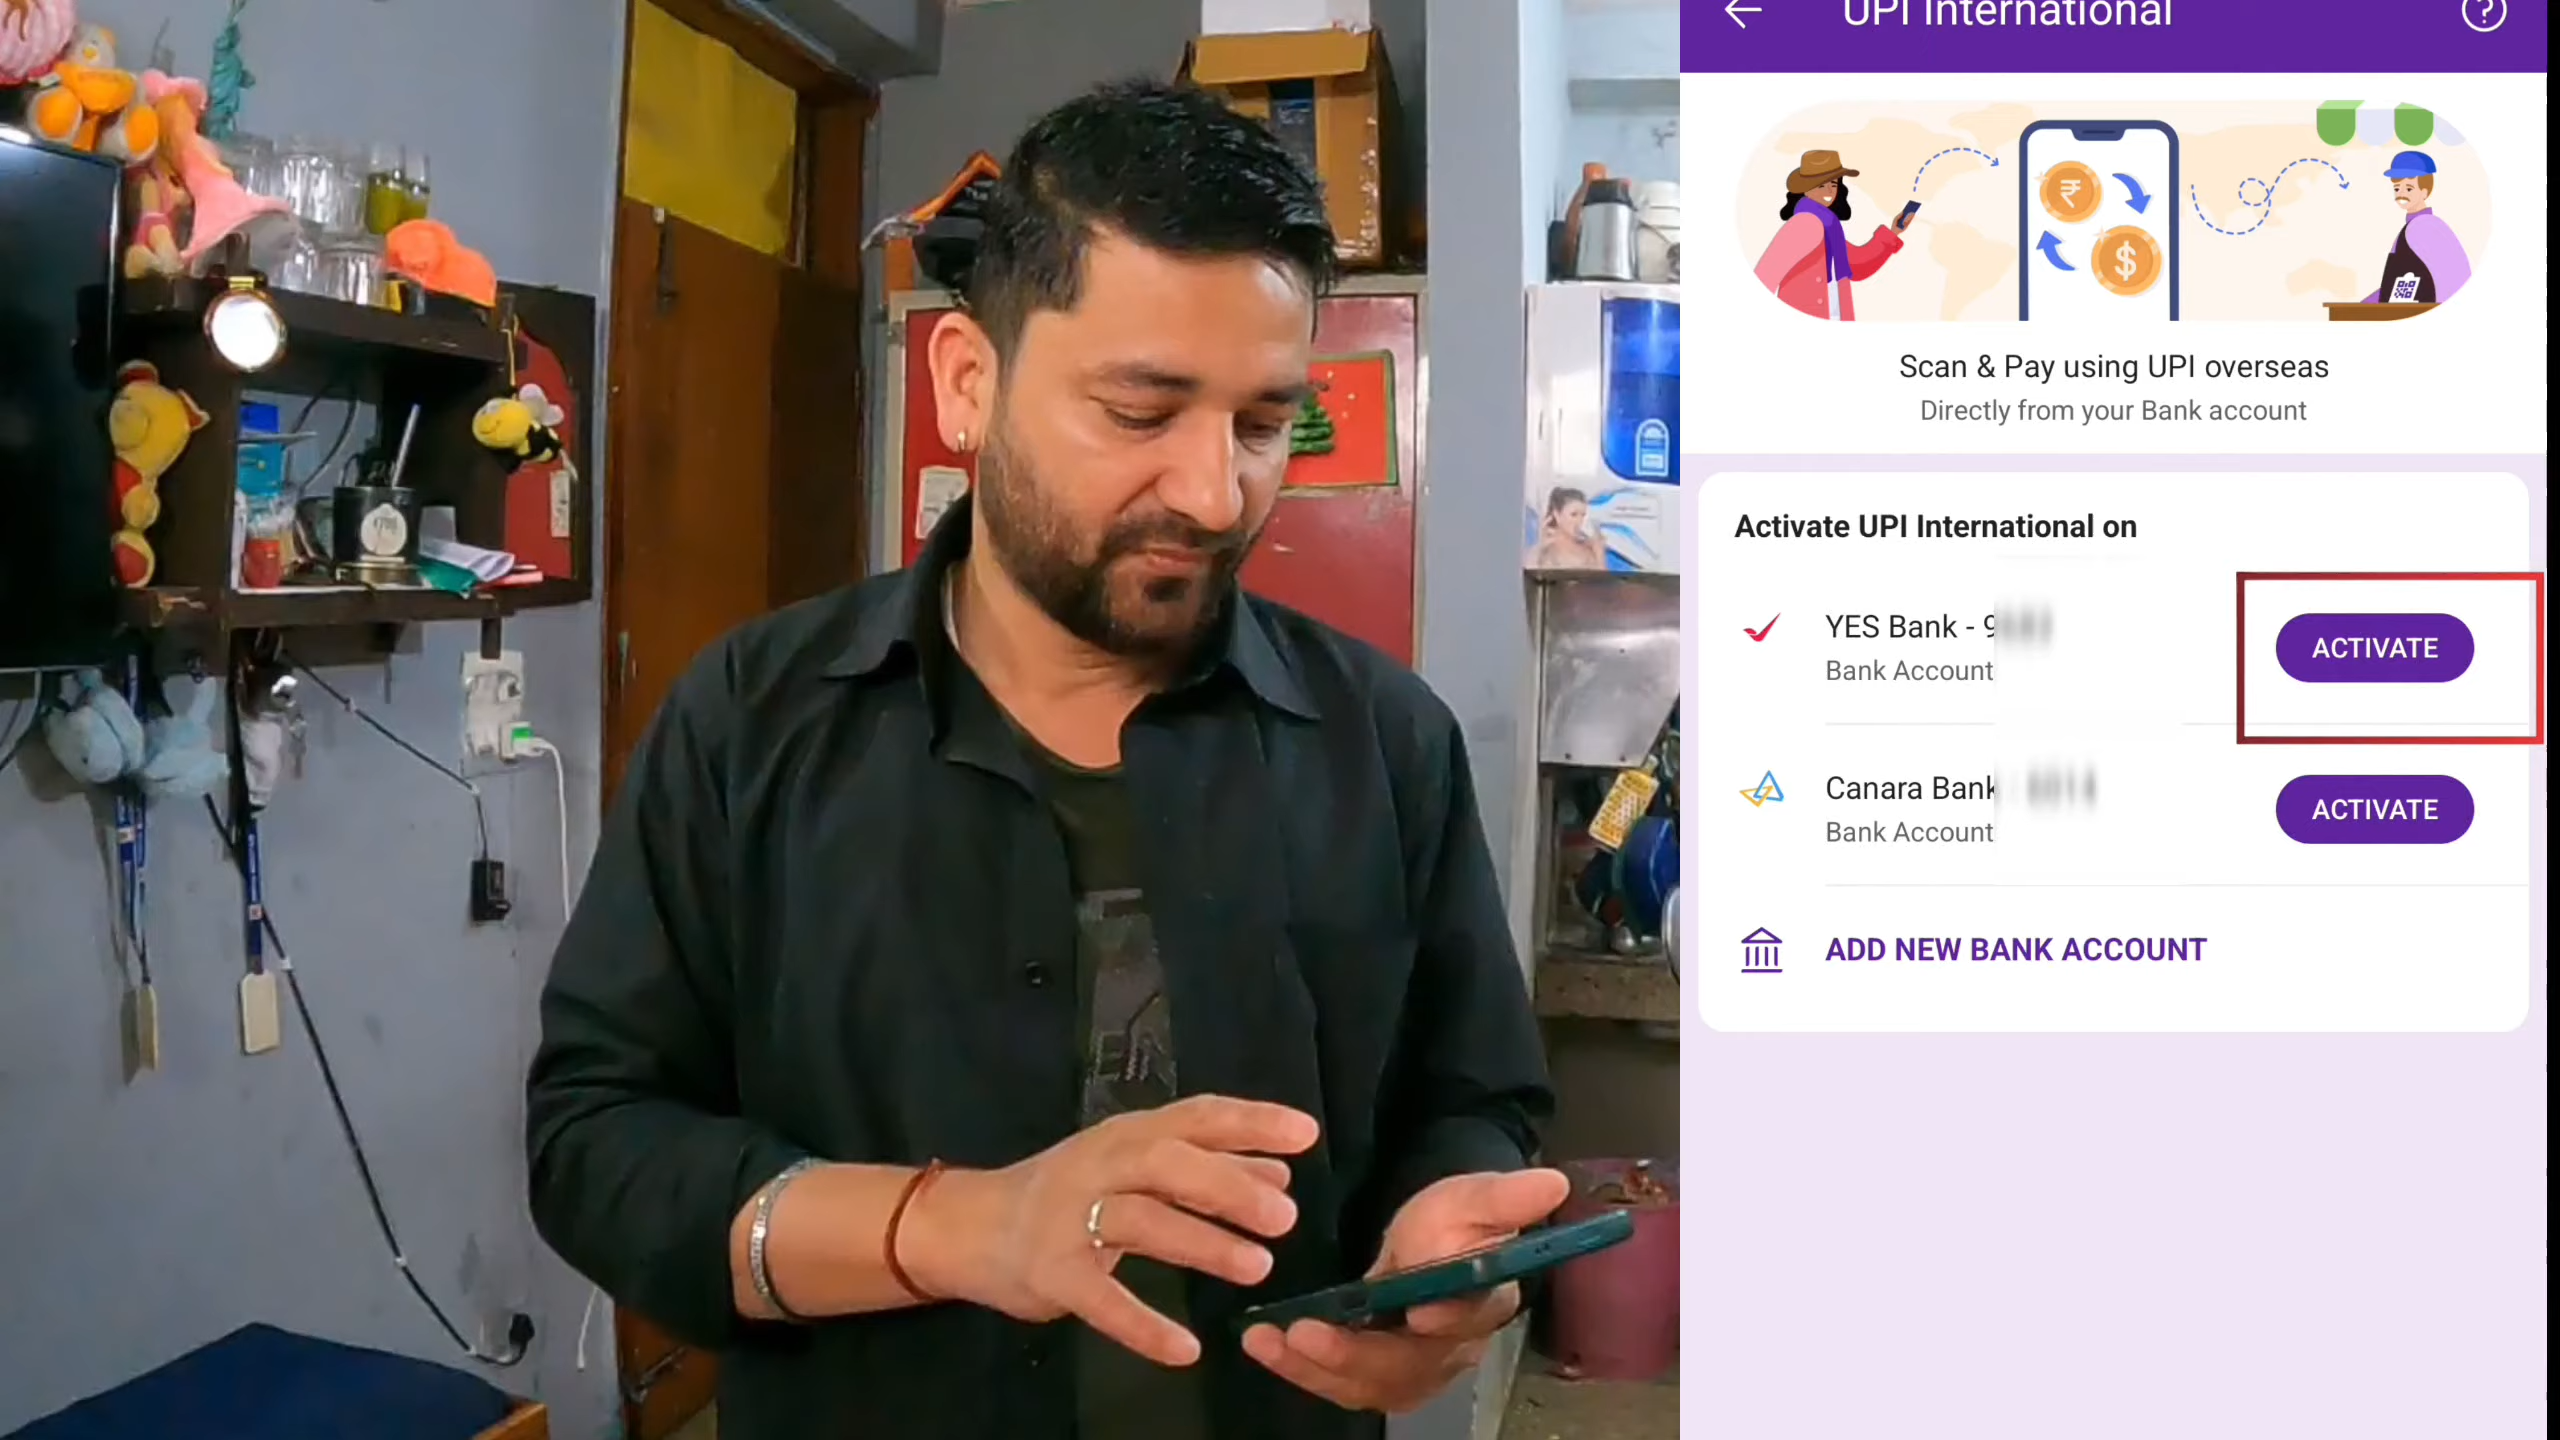 UPI International
Scan & Pay using UPI overseas
Directly from your Bank account
Activate UPI International on
YES Bank - 9
Bank Account
ACTIVATE
Canara Bank
Bank Account
ACTIVATE
ADD NEW BANK ACCOUNT